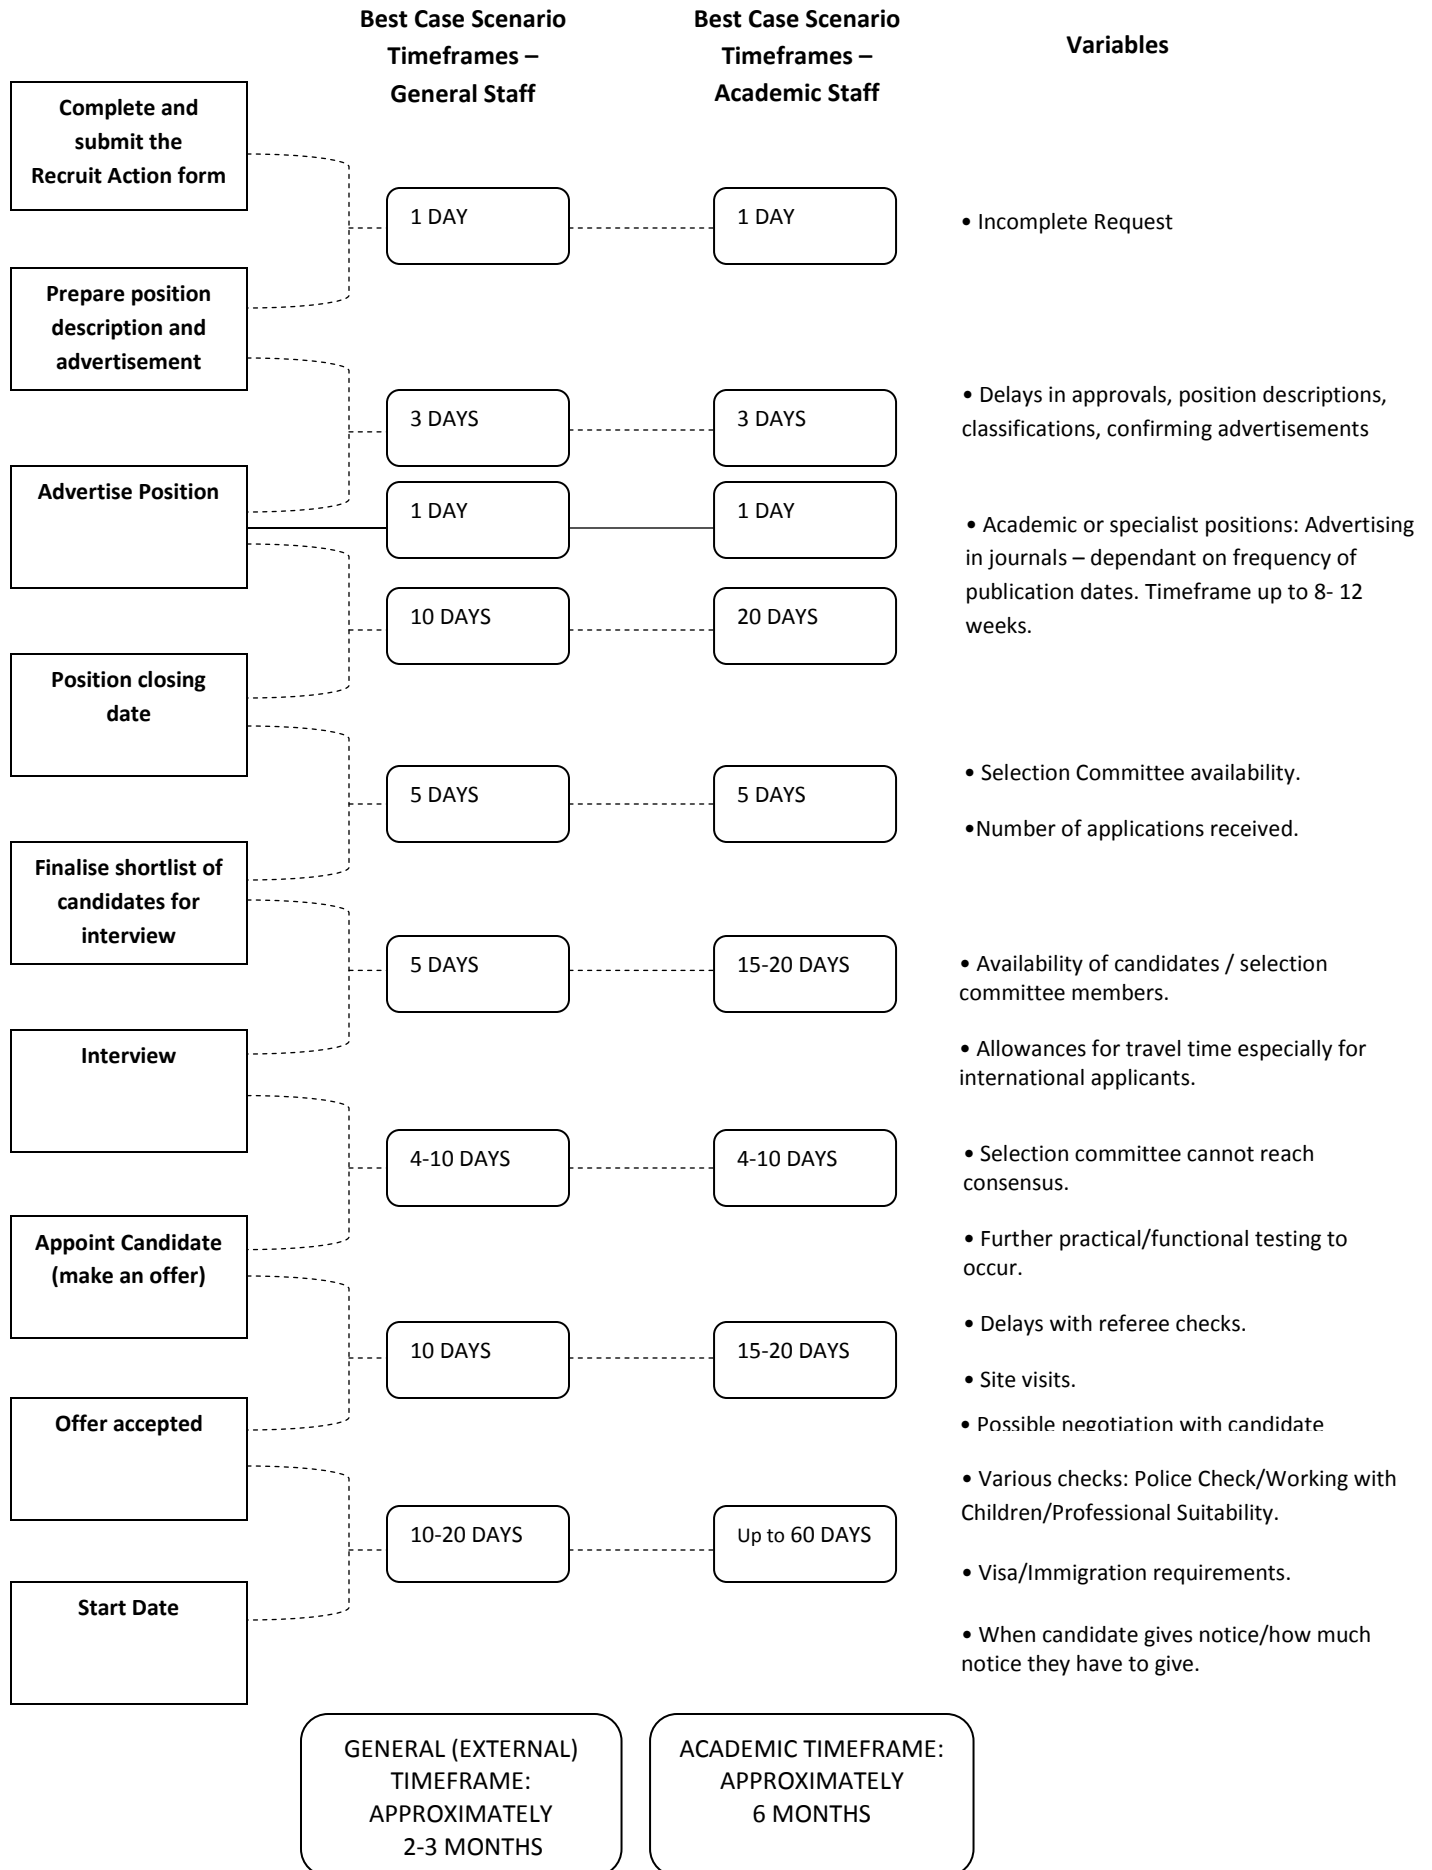 Best Case Scenario
Timeframes –
General Staff
Best Case Scenario
Timeframes –
Academic Staff
Variables
Complete and
submit the
Recruit Action form
1 DAY
1 DAY
• Incomplete Request
Prepare position
description and
advertisement
3 DAYS
3 DAYS
• Delays in approvals, position descriptions,
classifications, confirming advertisements
Advertise Position
1 DAY
1 DAY
• Academic or specialist positions: Advertising
in journals – dependant on frequency of
publication dates. Timeframe up to 8- 12
weeks.
10 DAYS
20 DAYS
Position closing
date
5 DAYS
5 DAYS
• Selection Committee availability.
•Number of applications received.
Finalise shortlist of
candidates for
interview
5 DAYS
15-20 DAYS
• Availability of candidates / selection
committee members.
• Allowances for travel time especially for
international applicants.
Interview
4-10 DAYS
4-10 DAYS
• Selection committee cannot reach
consensus.
• Further practical/functional testing to
occur.
Appoint Candidate
(make an offer)
10 DAYS
15-20 DAYS
• Delays with referee checks.
• Site visits.
• Possible negotiation with candidate
Offer accepted
10-20 DAYS
Up to 60 DAYS
• Various checks: Police Check/Working with
Children/Professional Suitability.
• Visa/Immigration requirements.
• When candidate gives notice/how much
notice they have to give.
Start Date
GENERAL (EXTERNAL)
TIMEFRAME:
APPROXIMATELY
2-3 MONTHS
ACADEMIC TIMEFRAME:
APPROXIMATELY
6 MONTHS